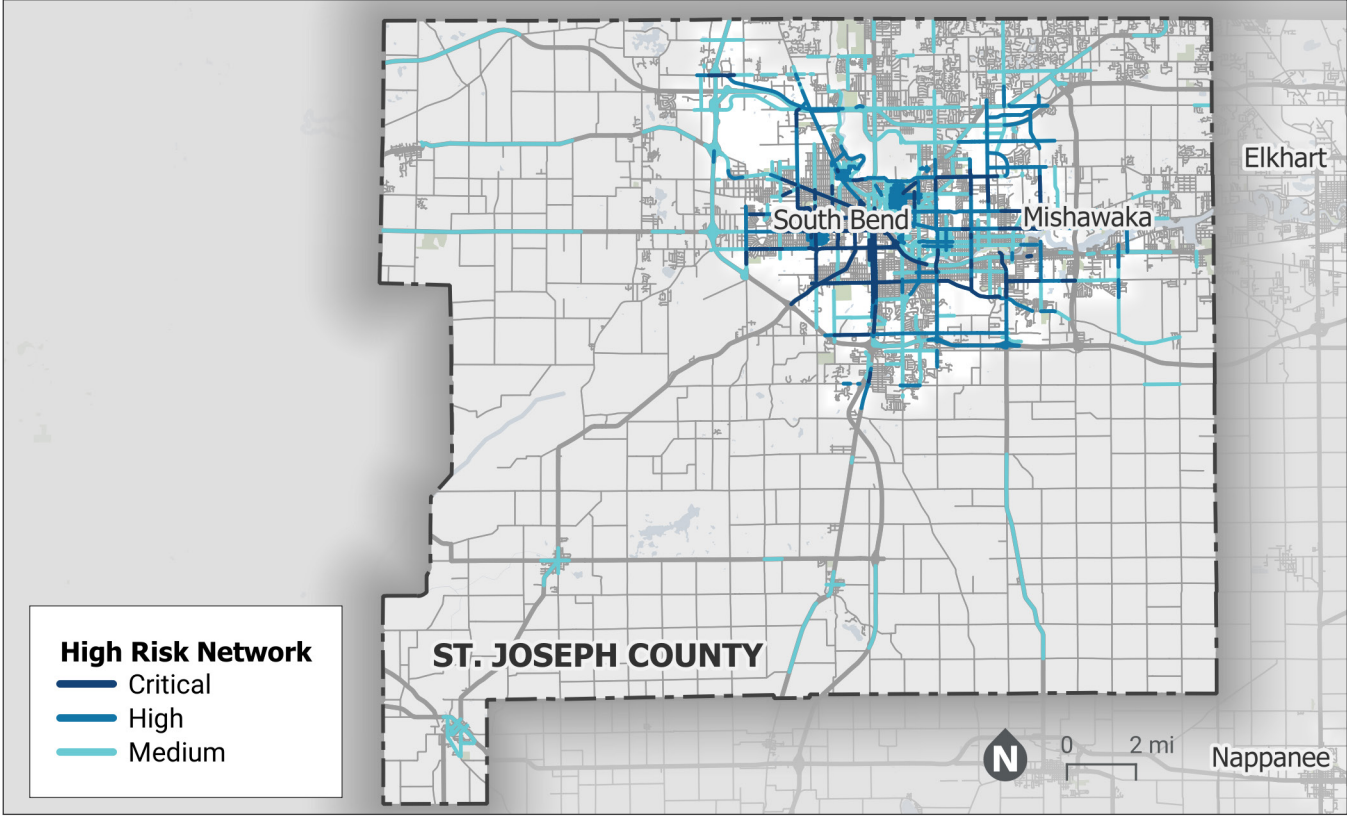 Elkhart
South Bend
Mishawaka
High Risk Network
Critical
High
Medium
ST. JOSEPH COUNTY
N
0 2 mi
Nappanee